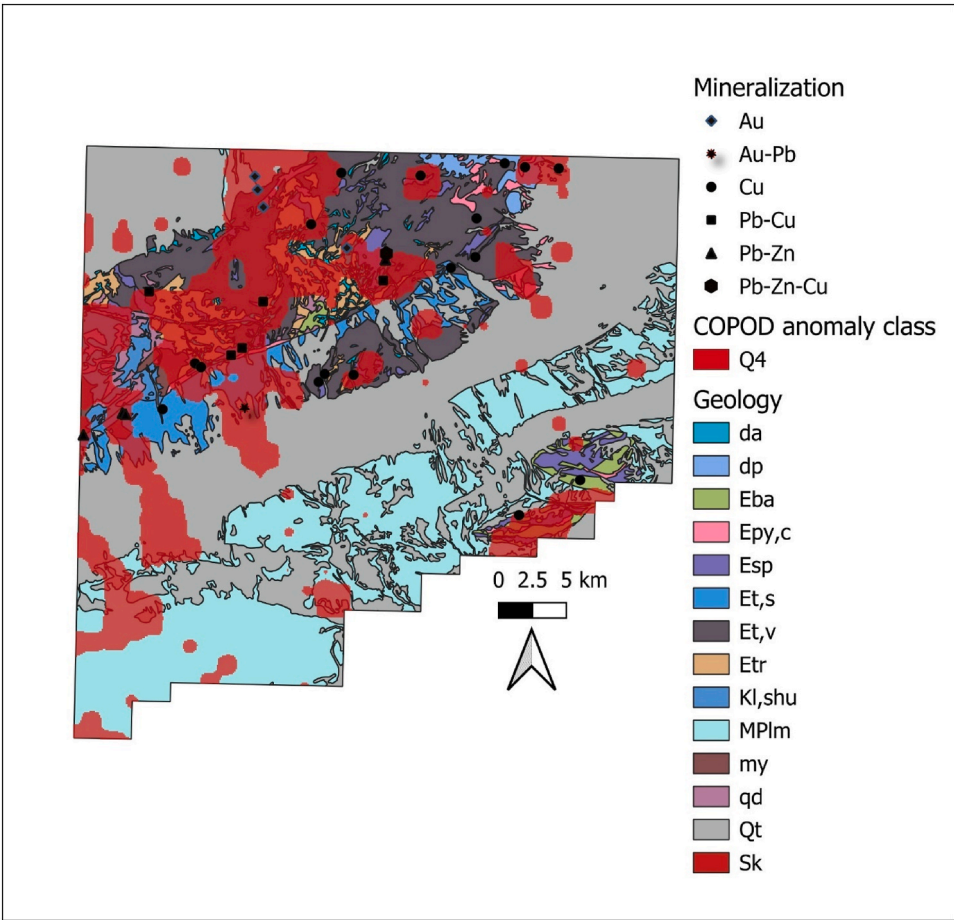 Mineralization
Au
Au-Pb
Cu
Pb-Cu
Pb-Zn
Pb-Zn-Cu
COPOD anomaly class
Q4
Geology
da
dp
Eba
Epy,c
Esp
Et,s
Et,v
Etr
Kl,shu
MPlm
my
qd
Qt
Sk
0 2.5 5 km